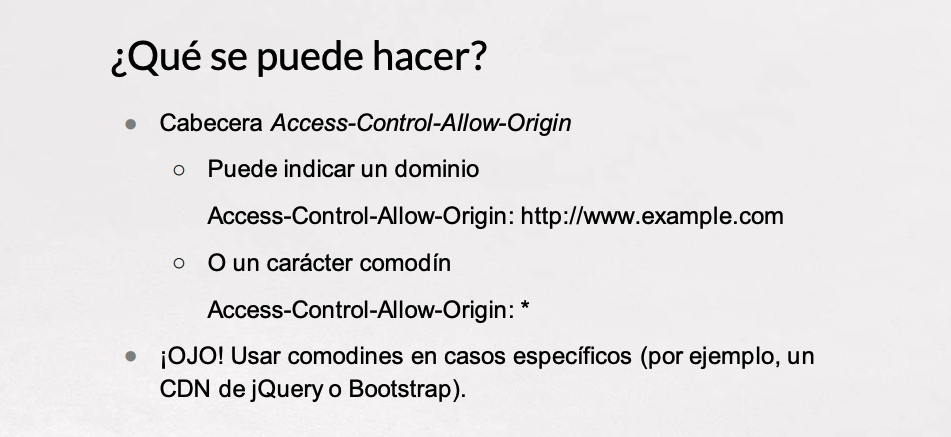 ¿Qué se puede hacer?
● Cabecera Access-Control-Allow-Origin
○ Puede indicar un dominio
Access-Control-Allow-Origin: http://www.example.com
○ O un carácter comodín
Access-Control-Allow-Origin: *
● ¡OJO! Usar comodines en casos específicos (por ejemplo, un
CDN de jQuery o Bootstrap).